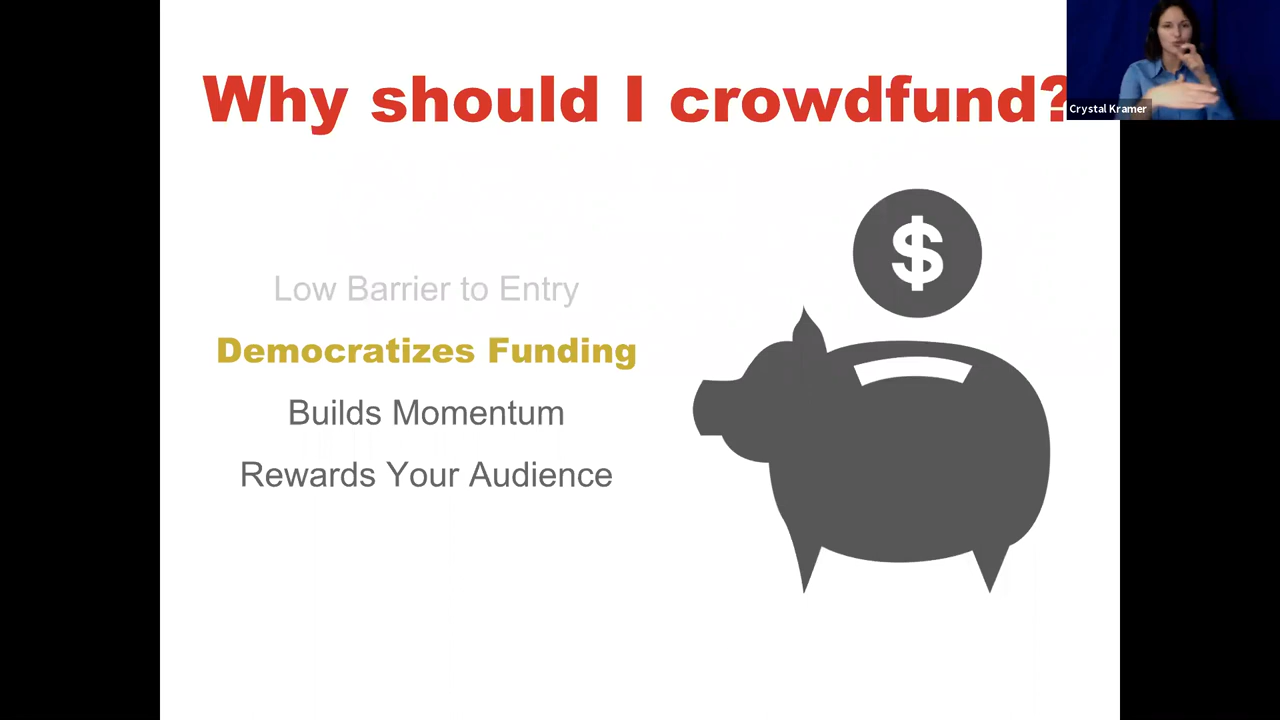 Why should I crowdfund?
Crystal Kramer
$
Low Barrier to Entry
Democratizes Funding
Builds Momentum
Rewards Your Audience